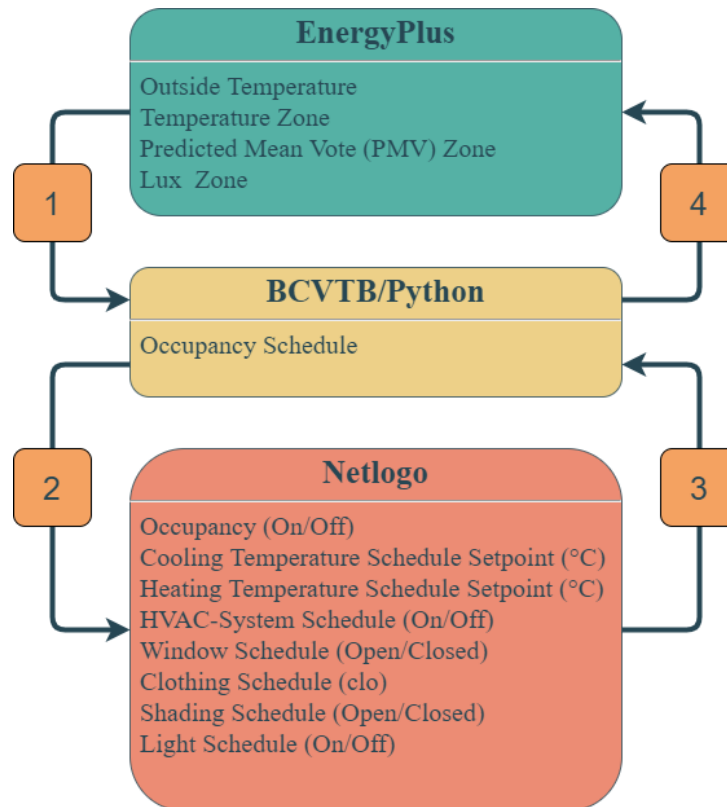 EnergyPlus
Outside Temperature
Temperature Zone
Predicted Mean Vote (PMV) Zone
Lux Zone
1
4
BCVTB/Python
Occupancy Schedule
2
3
Netlogo
Occupancy (On/Off)
Cooling Temperature Schedule Setpoint (°C)
Heating Temperature Schedule Setpoint (°C)
HVAC-System Schedule (On/Off)
Window Schedule (Open/Closed)
Clothing Schedule (clo)
Shading Schedule (Open/Closed)
Light Schedule (On/Off)